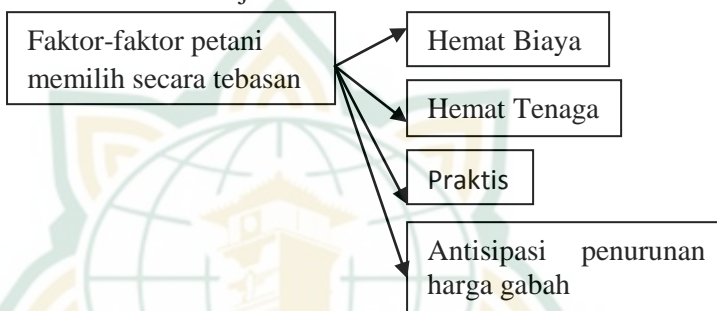 Faktor-faktor petani
memilih secara tebasan
Hemat Biaya
Hemat Tenaga
Praktis
Antisipasi penurunan
harga gabah